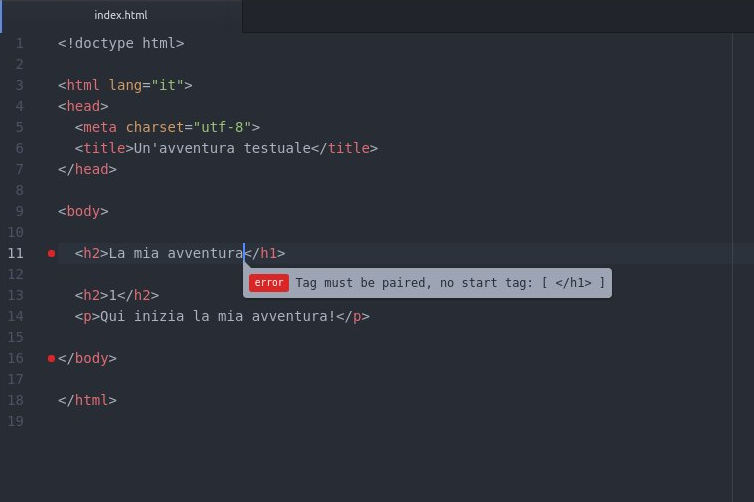 index.html
1 <!doctype html>
2
3 <html lang="it">
4 <head>
5 <meta charset="utf-8">
6 <title>Un'avventura testuale</title>
7 </head>
8
9 <body>
10
11 <h2>La mia avventura</h1>
12 error Tag must be paired, no start tag: [ </h1> ]
13 <h2>1</h2>
14 <p>Qui inizia la mia avventura!</p>
15
16 </body>
17
18 </html>
19